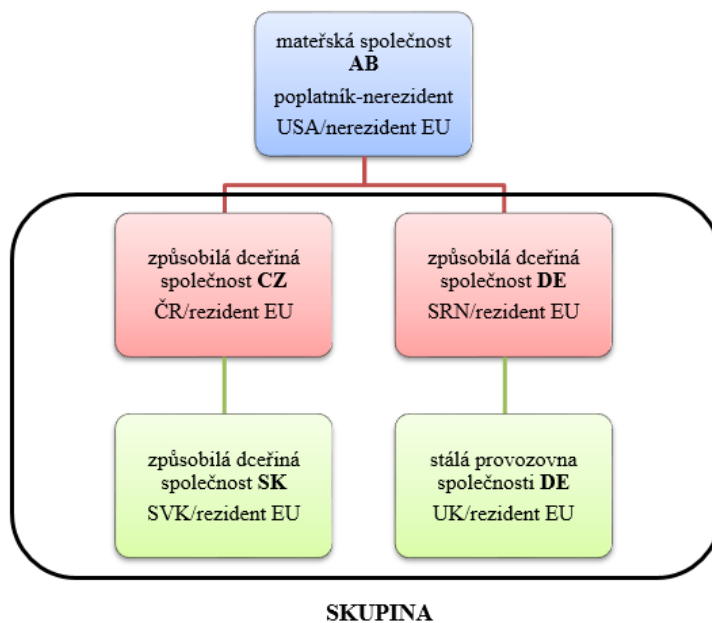 mateřská společnost
AB
poplatník-nerezident
USA/nerezident EU
způsobilá dceřiná
společnost CZ
ČR/rezident EU
způsobilá dceřiná
společnost DE
SRN/rezident EU
způsobilá dceřiná
společnost SK
SVK/rezident EU
stálá provozovna
společnosti DE
UK/rezident EU
SKUPINA